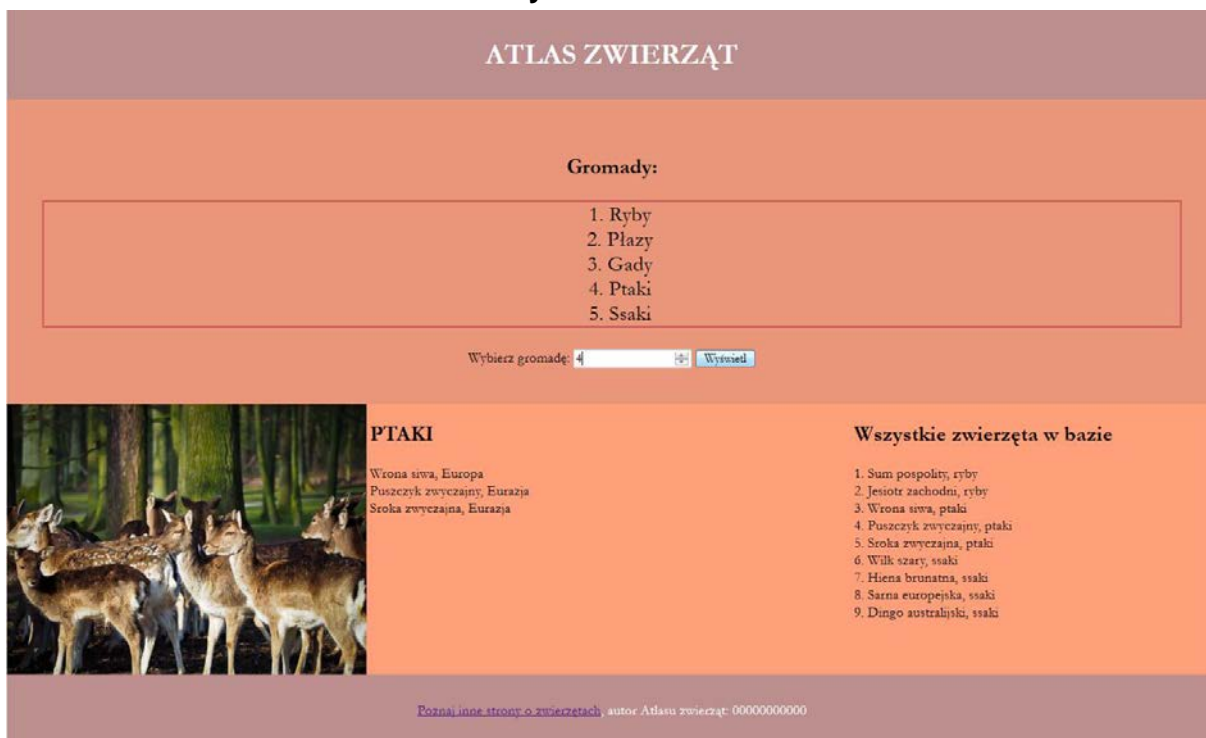 ATLAS ZWIERZĄT
Gromady:
1. Ryby
2. Płazy
3. Gady
4. Ptaki
5. Ssaki
Wybierz gromadę: 4 Wyświetl
PTAKI
Wrona siwa, Europa
Puszczyk zwyczajny, Eurazja
Sroka zwyczajna, Eurazja
Wszystkie zwierzęta w bazie
1. Sum pospolity, ryby
2. Jesiotr zachodni, ryby
3. Wrona siwa, ptaki
4. Puszczyk zwyczajny, ptaki
5. Sroka zwyczajna, ptaki
6. Wilk szary, ssaki
7. Hiena brunatna, ssaki
8. Sarna europejska, ssaki
9. Dingo australijski, ssaki
Poznaj inne strony o zwierzętach, autor Atlasu zwierząt: 00000000000